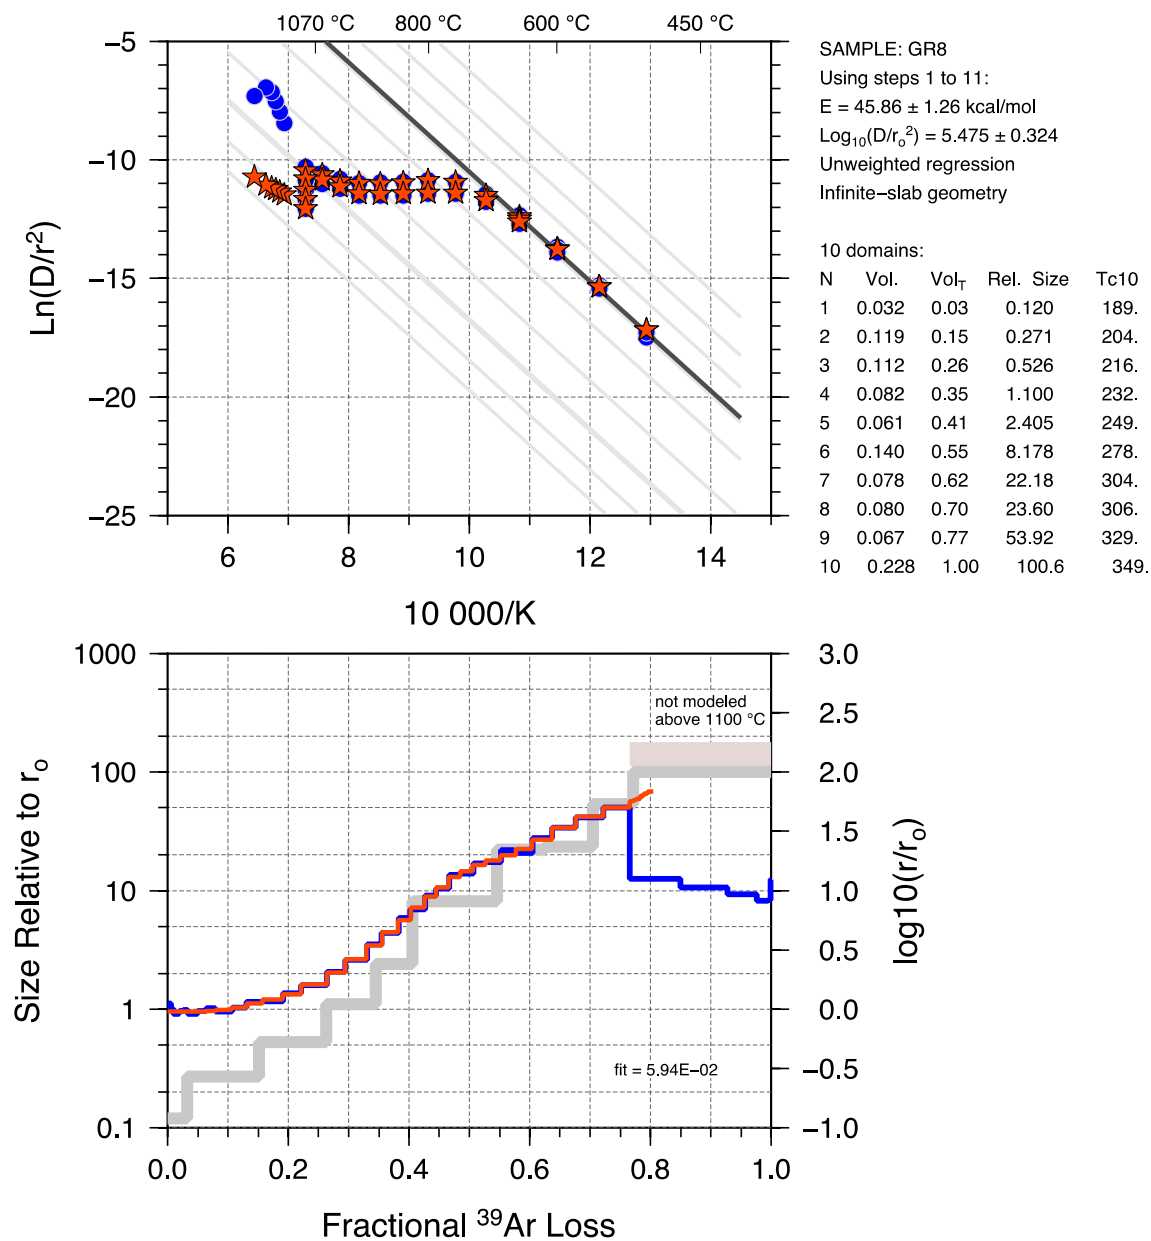 1070 °C 800 °C 600 °C 450 °C
−5
−10
−15
−20
−25
Ln(D/r²)
6 8 10 12 14
10 000/K
SAMPLE: GR8
Using steps 1 to 11:
E = 45.86 ± 1.26 kcal/mol
Log₁₀(D/rₒ²) = 5.475 ± 0.324
Unweighted regression
Infinite−slab geometry
10 domains:
N Vol. Vol_T Rel. Size Tc10
1 0.032 0.03 0.120 189.
2 0.119 0.15 0.271 204.
3 0.112 0.26 0.526 216.
4 0.082 0.35 1.100 232.
5 0.061 0.41 2.405 249.
6 0.140 0.55 8.178 278.
7 0.078 0.62 22.18 304.
8 0.080 0.70 23.60 306.
9 0.067 0.77 53.92 329.
10 0.228 1.00 100.6 349.
1000
100
10
1
0.1
Size Relative to rₒ
not modeled
above 1100 °C
fit = 5.94E−02
3.0
2.5
2.0
1.5
1.0
0.5
0.0
−0.5
−1.0
log10(r/rₒ)
0.0 0.2 0.4 0.6 0.8 1.0
Fractional ³⁹Ar Loss